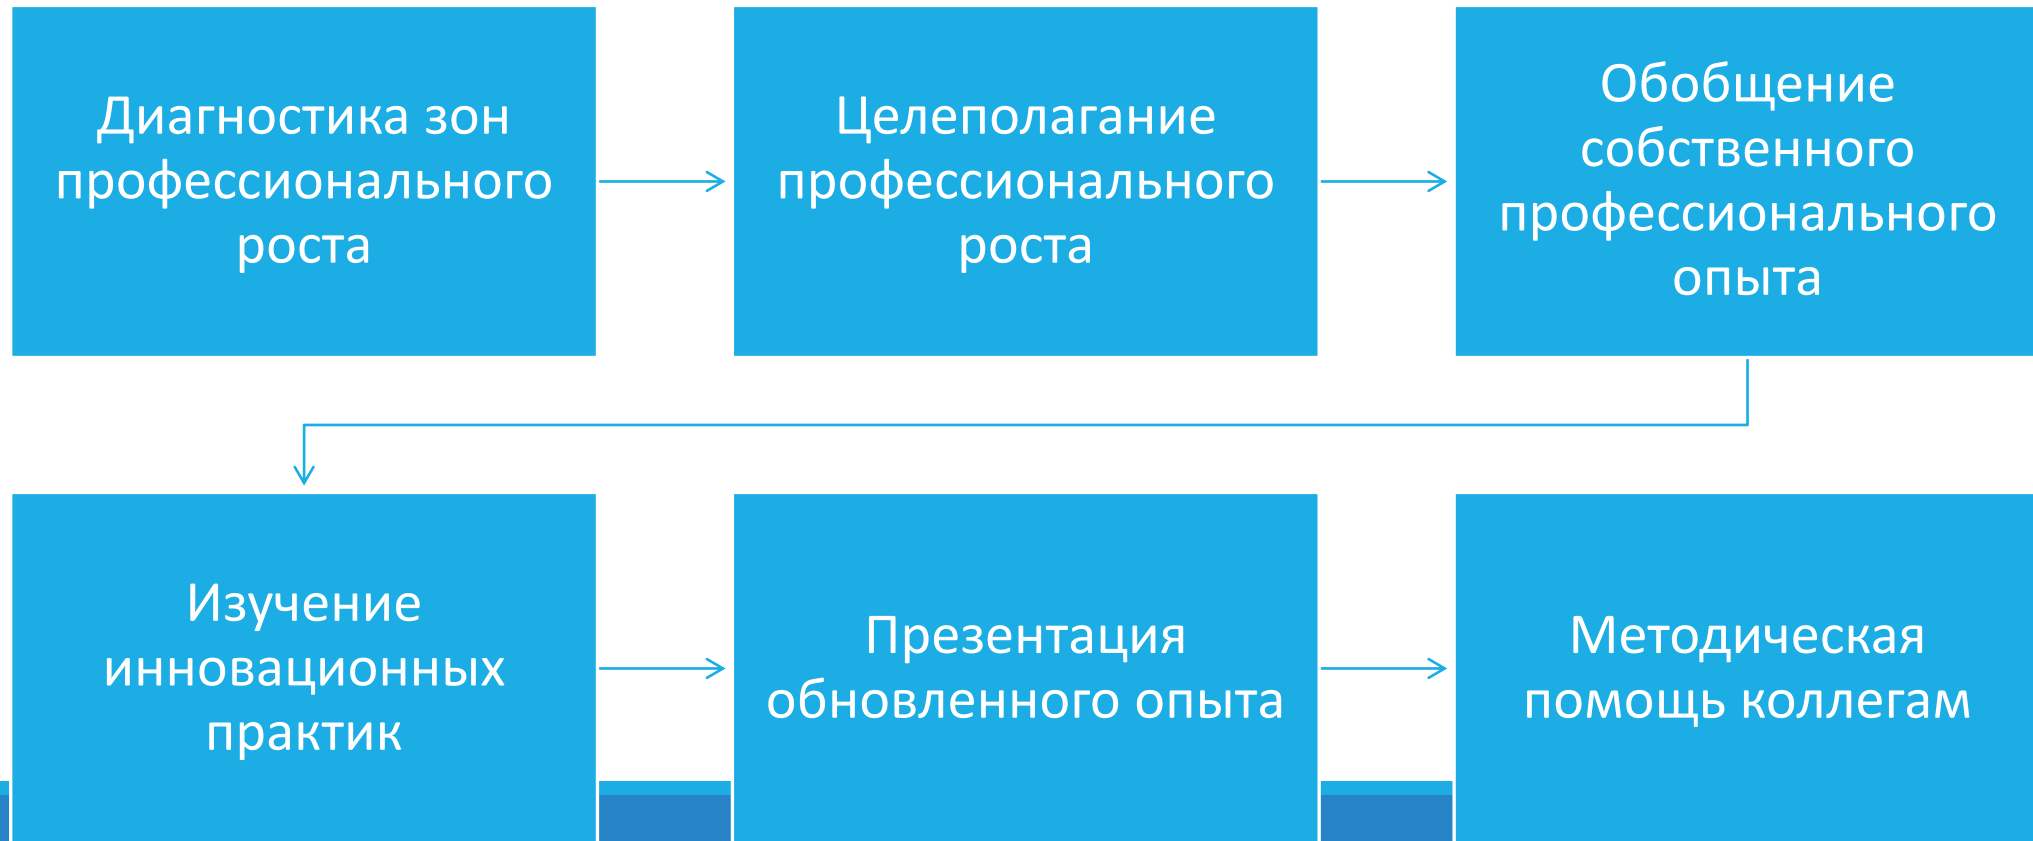 Диагностика зон
профессионального
роста
Целеполагание
профессионального
роста
Обобщение
собственного
профессионального
опыта
Изучение
инновационных
практик
Презентация
обновленного опыта
Методическая
помощь коллегам